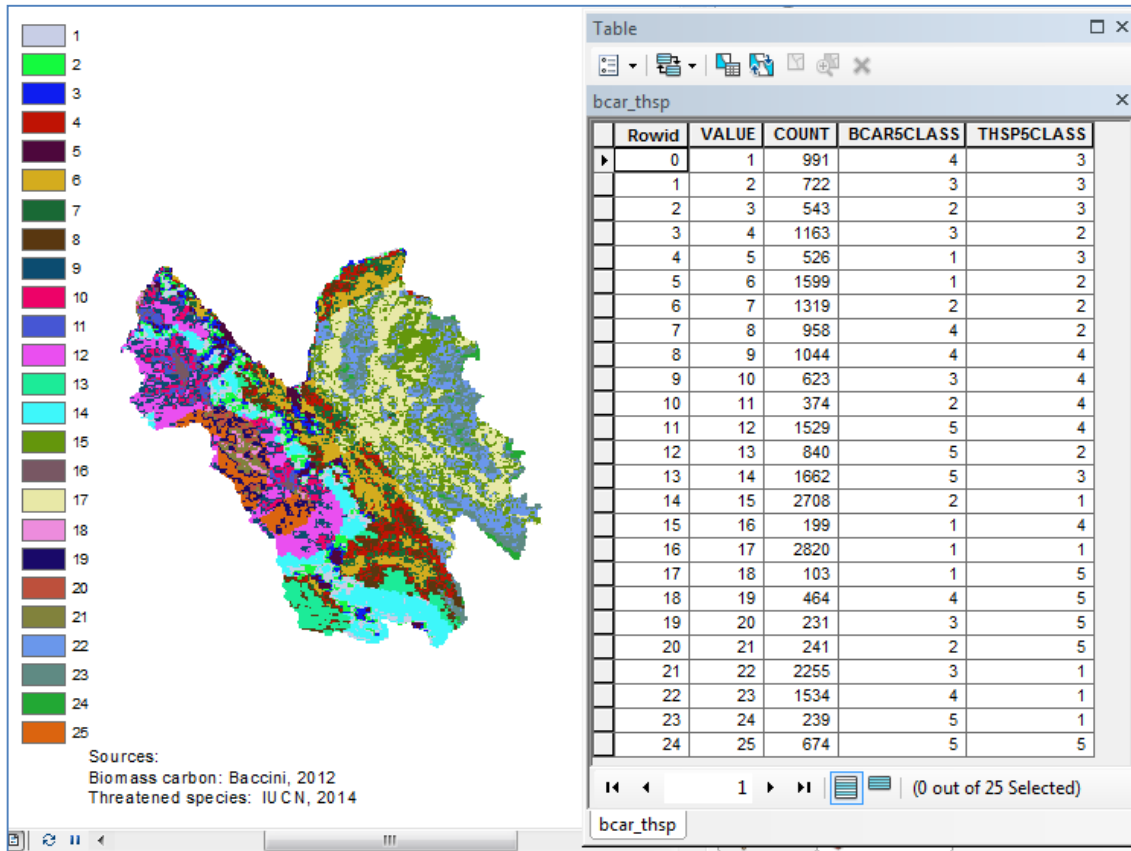 1
2
3
4
5
6
7
8
9
10
11
12
13
14
15
16
17
18
19
20
21
22
23
24
25
Sources:
Biomass carbon: Baccini, 2012
Threatened species: IUCN, 2014
Table
bcar_thsp
Rowid VALUE COUNT BCAR5CLASS THSP5CLASS
0 1 991 4 3
1 2 722 3 3
2 3 543 2 3
3 4 1163 3 2
4 5 526 1 3
5 6 1599 1 2
6 7 1319 2 2
7 8 958 4 2
8 9 1044 4 4
9 10 623 3 4
10 11 374 2 4
11 12 1529 5 4
12 13 840 5 2
13 14 1662 5 3
14 15 2708 2 1
15 16 199 1 4
16 17 2820 1 1
17 18 103 1 5
18 19 464 4 5
19 20 231 3 5
20 21 241 2 5
21 22 2255 3 1
22 23 1534 4 1
23 24 239 5 1
24 25 674 5 5
1 (0 out of 25 Selected)
bcar_thsp